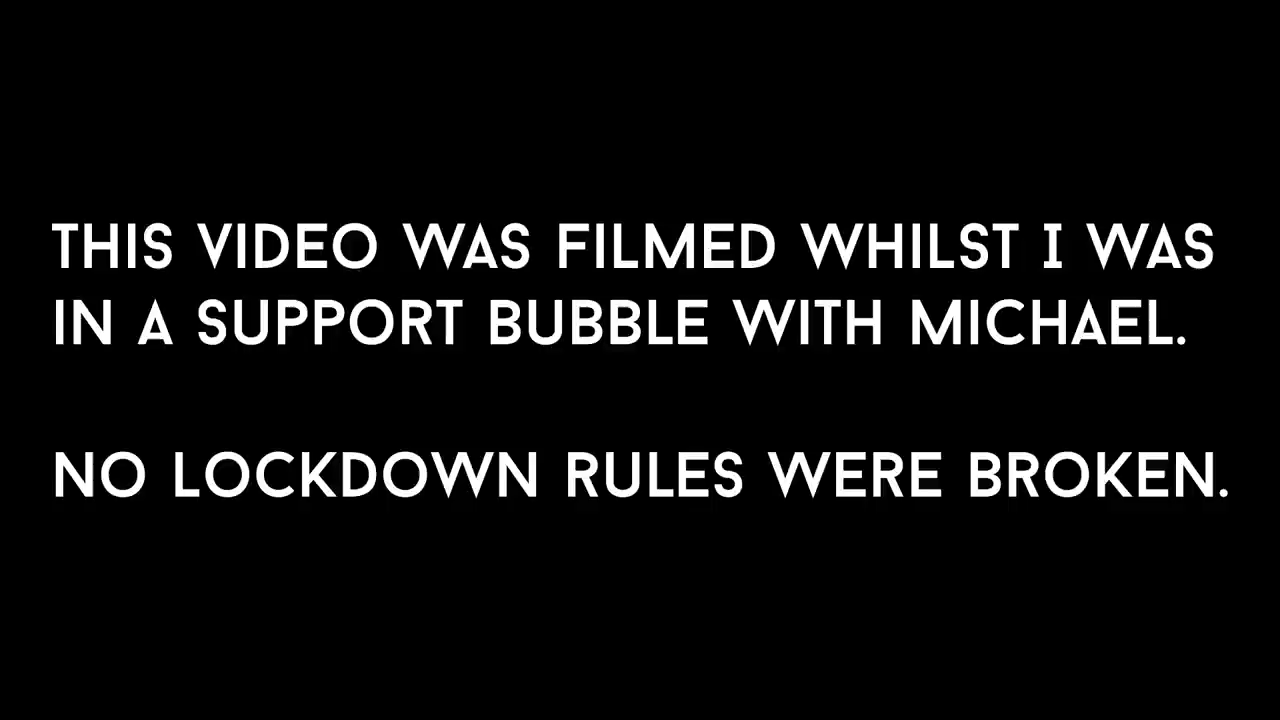 THIS VIDEO WAS FILMED WHILST I WAS
IN A SUPPORT BUBBLE WITH MICHAEL.
NO LOCKDOWN RULES WERE BROKEN.